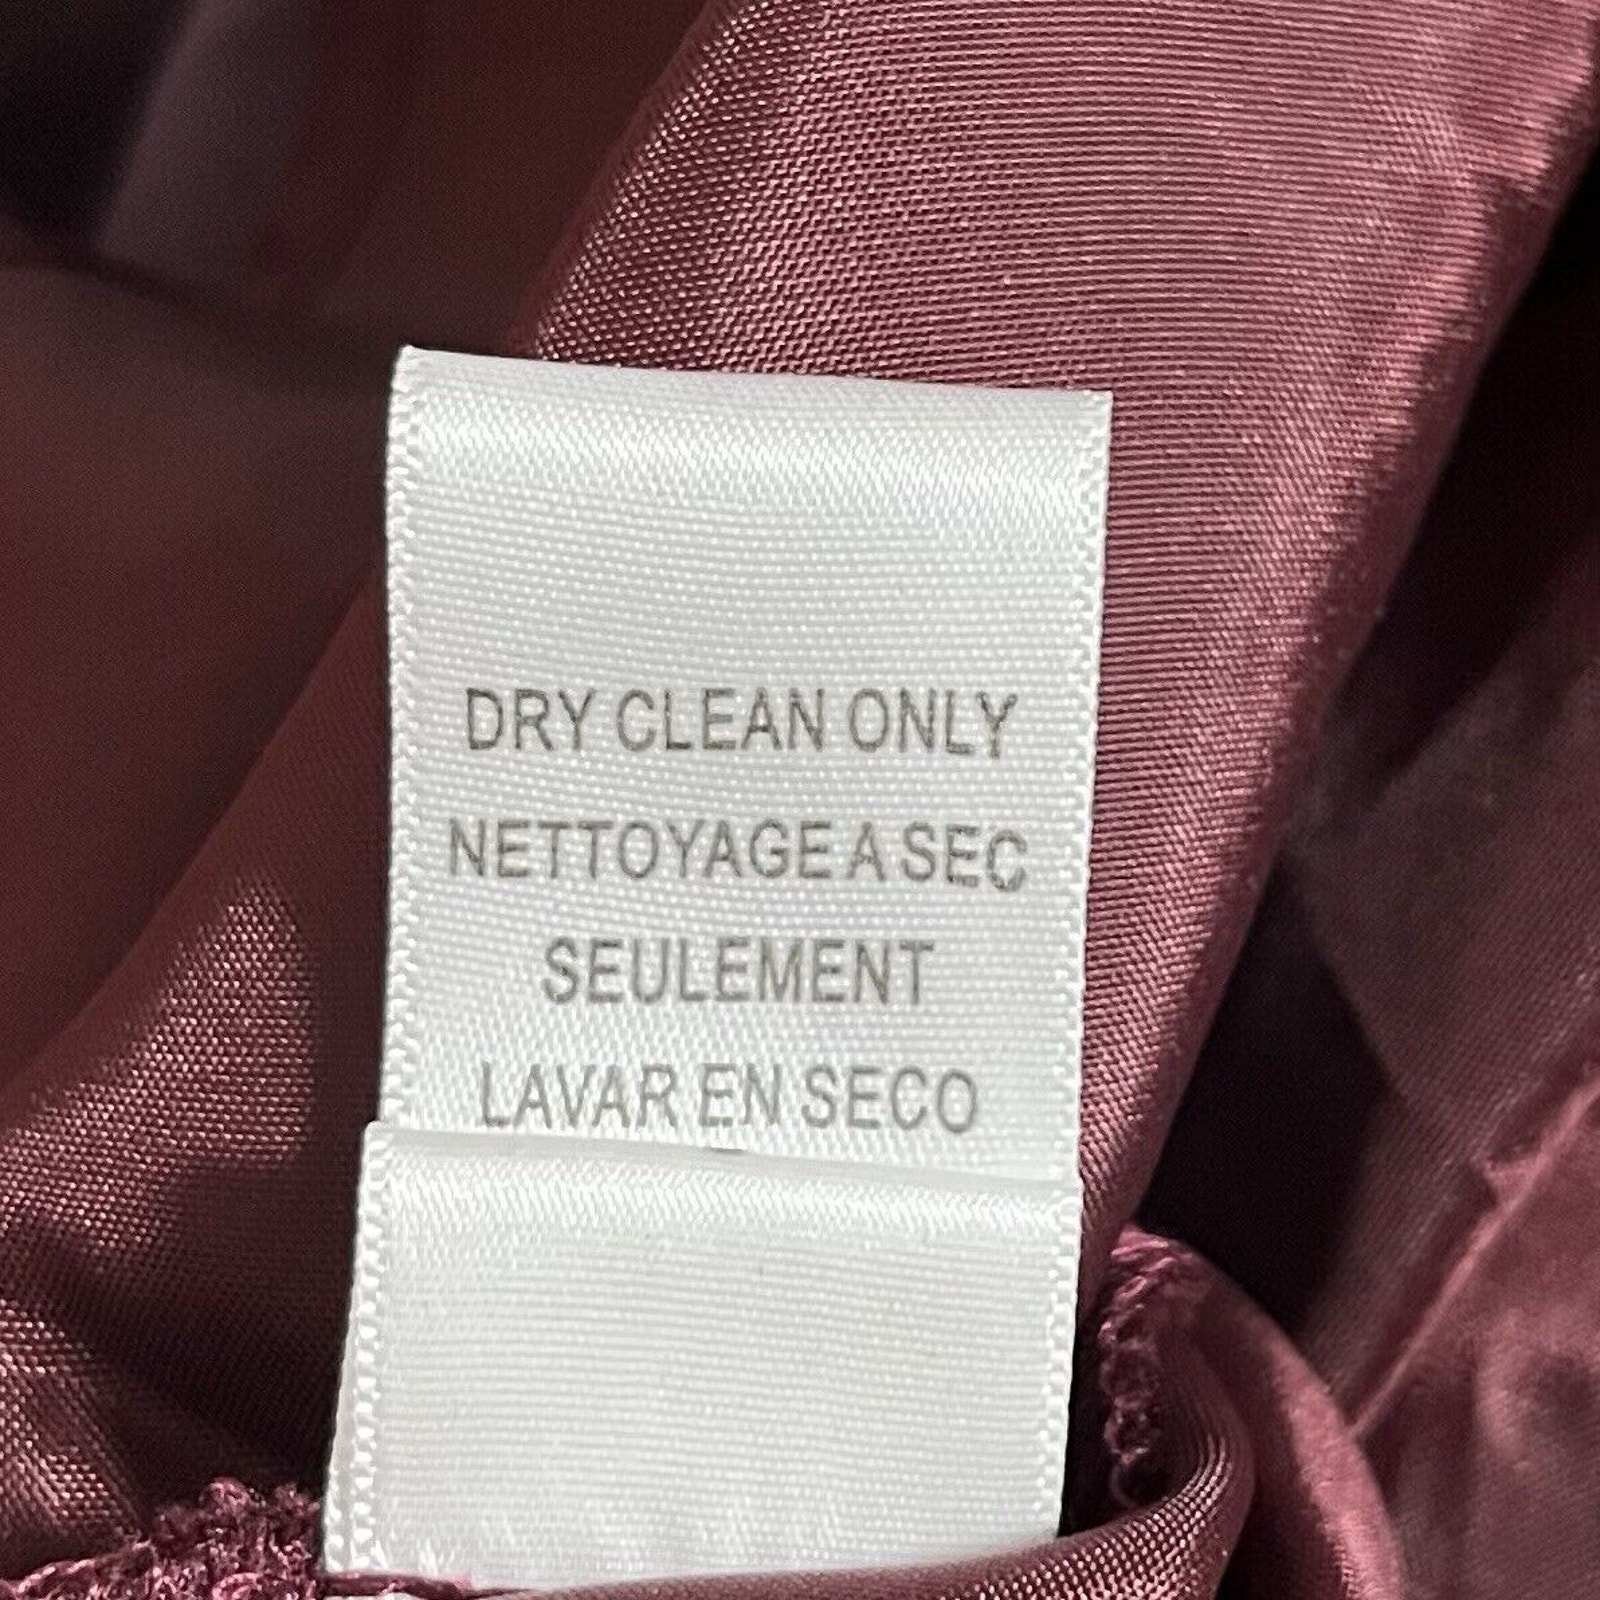 DRY CLEAN ONLY
NETTOYAGE A SEC
SEULEMENT
LAVAR EN SECO